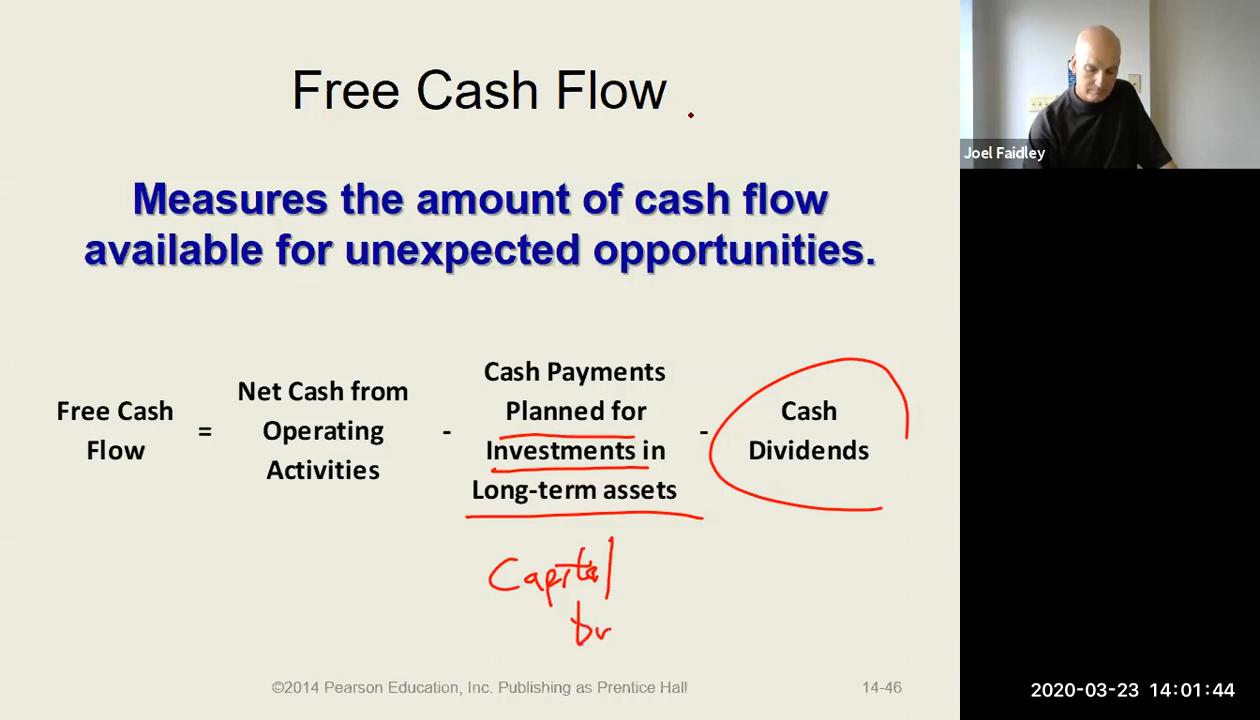 Free Cash Flow
Measures the amount of cash flow
available for unexpected opportunities.
Free Cash
Flow
=
Net Cash from
Operating
Activities
-
Cash Payments
Planned for
Investments in
Long-term assets
-
Cash
Dividends
Capital
©2014 Pearson Education, Inc. Publishing as Prentice Hall
14-46
Joel Faidley
2020-03-23 14:01:44